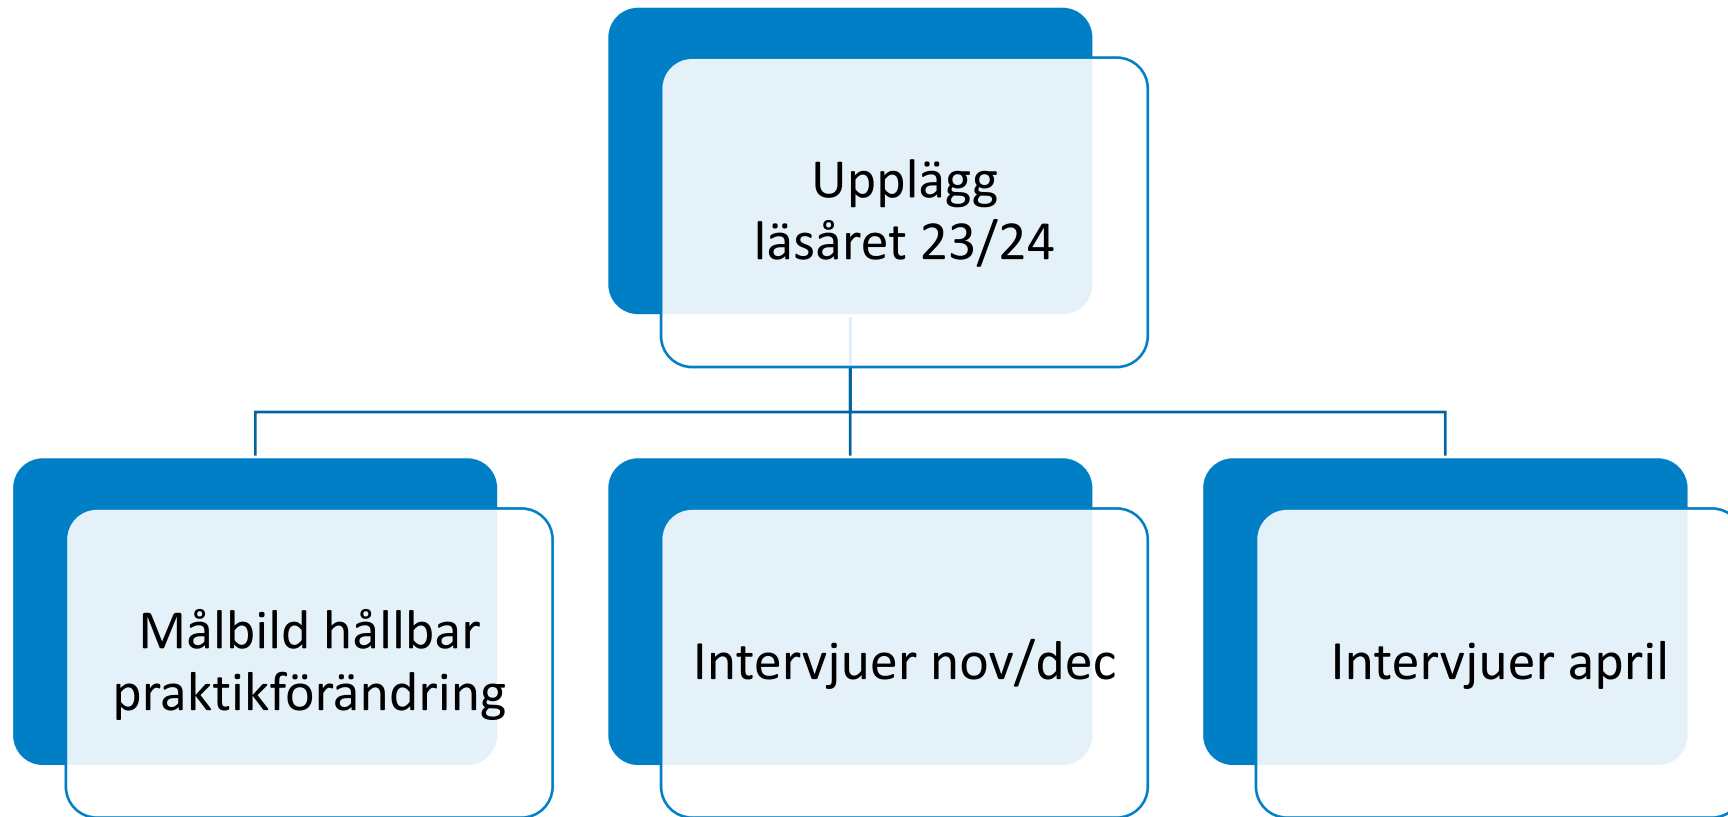 Upplägg
läsåret 23/24
Målbild hållbar
praktikförändring
Intervjuer nov/dec
Intervjuer april